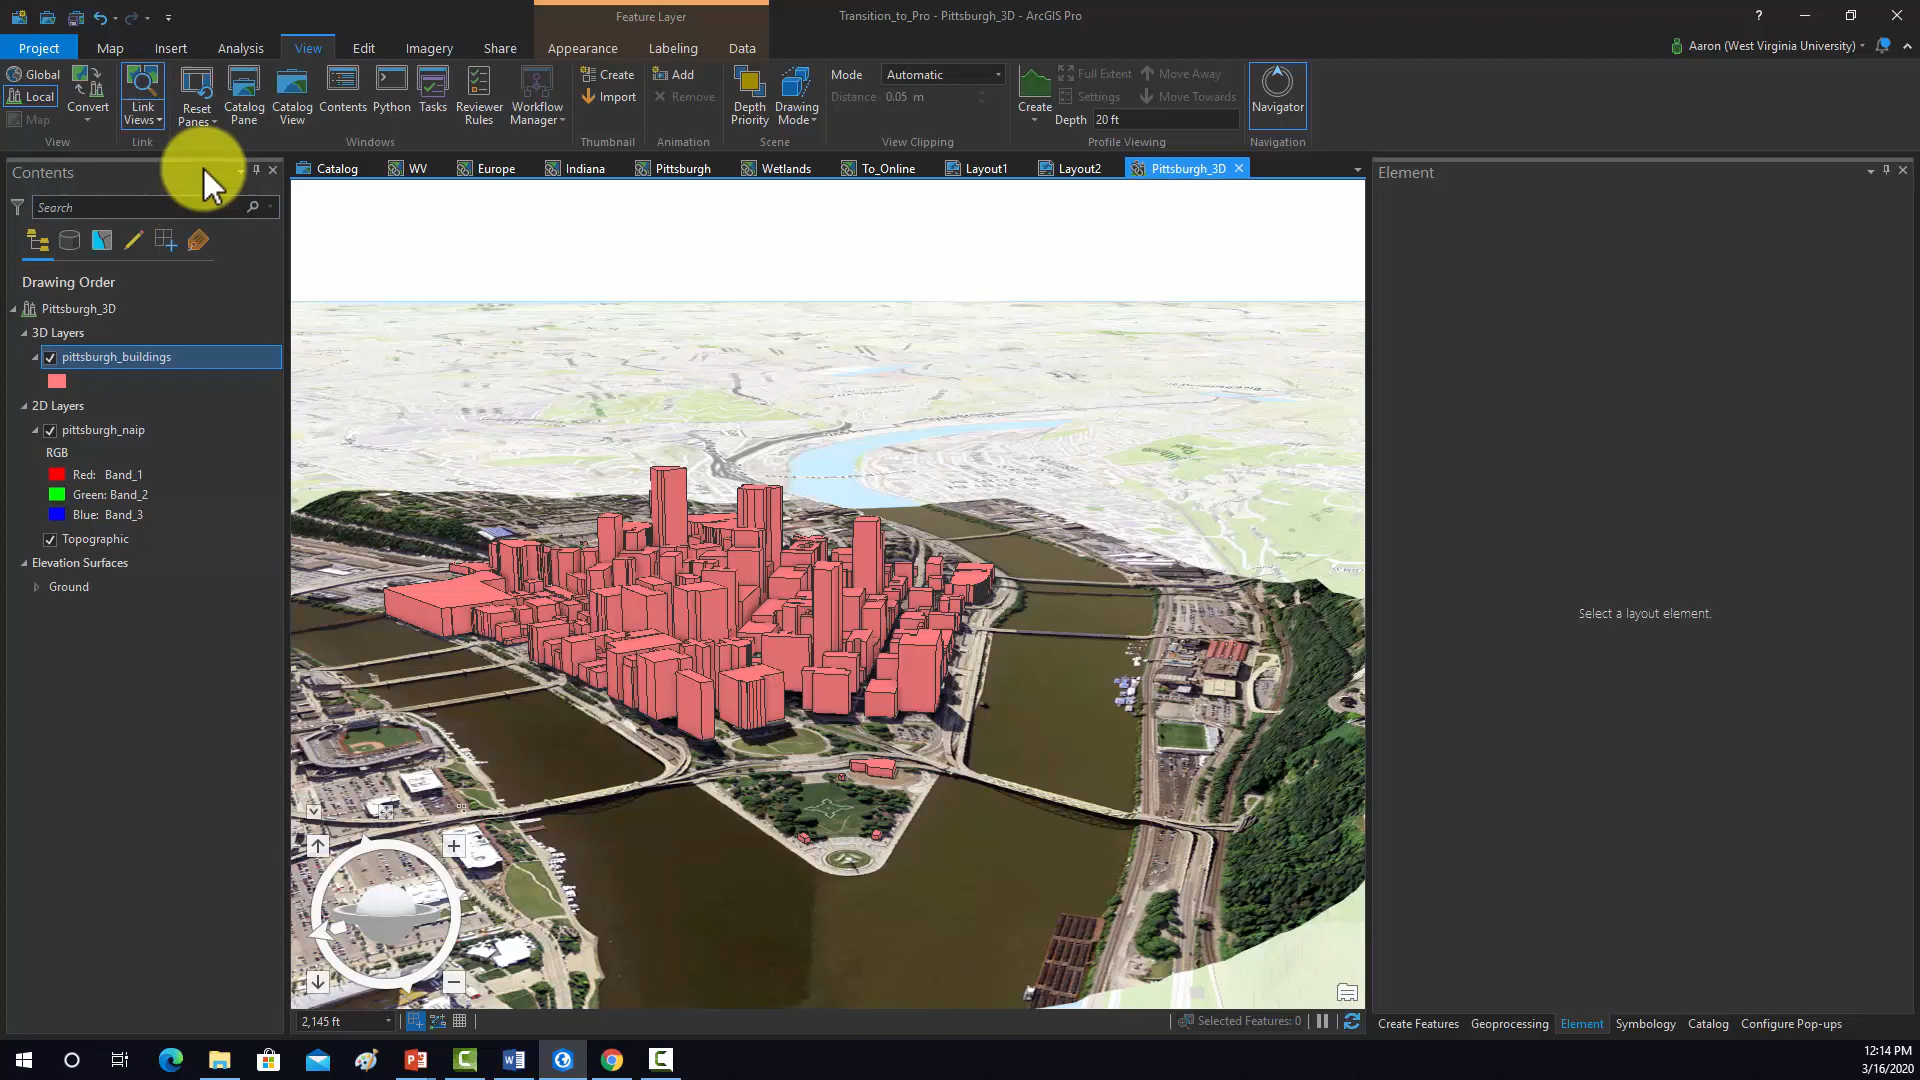 Feature Layer
Transition_to_Pro - Pittsburgh_3D - ArcGIS Pro
?
Project
Map
Insert
Analysis
View
Edit
Imagery
Share
Appearance
Labeling
Data
Aaron (West Virginia University)
Global
Local
Map
View
Convert
Link
Views
Link
Reset
Panes
Catalog
Pane
Catalog
View
Contents
Python
Tasks
Reviewer
Rules
Workflow
Manager
Windows
Create
Import
Thumbnail
Add
Remove
Animation
Depth
Priority
Drawing
Mode
Scene
Mode
Automatic
Distance 0.05 m
View Clipping
Create
Full Extent
Move Away
Settings
Move Towards
Depth 20 ft
Profile Viewing
Navigator
Navigation
Contents
Search
Drawing Order
Pittsburgh_3D
3D Layers
pittsburgh_buildings
2D Layers
pittsburgh_naip
RGB
Red: Band_1
Green: Band_2
Blue: Band_3
Topographic
Elevation Surfaces
Ground
Catalog
WV
Europe
Indiana
Pittsburgh
Wetlands
To_Online
Layout1
Layout2
Pittsburgh_3D
2,145 ft
Selected Features: 0
Element
Select a layout element.
Create Features
Geoprocessing
Element
Symbology
Catalog
Configure Pop-ups
12:14 PM
3/16/2020